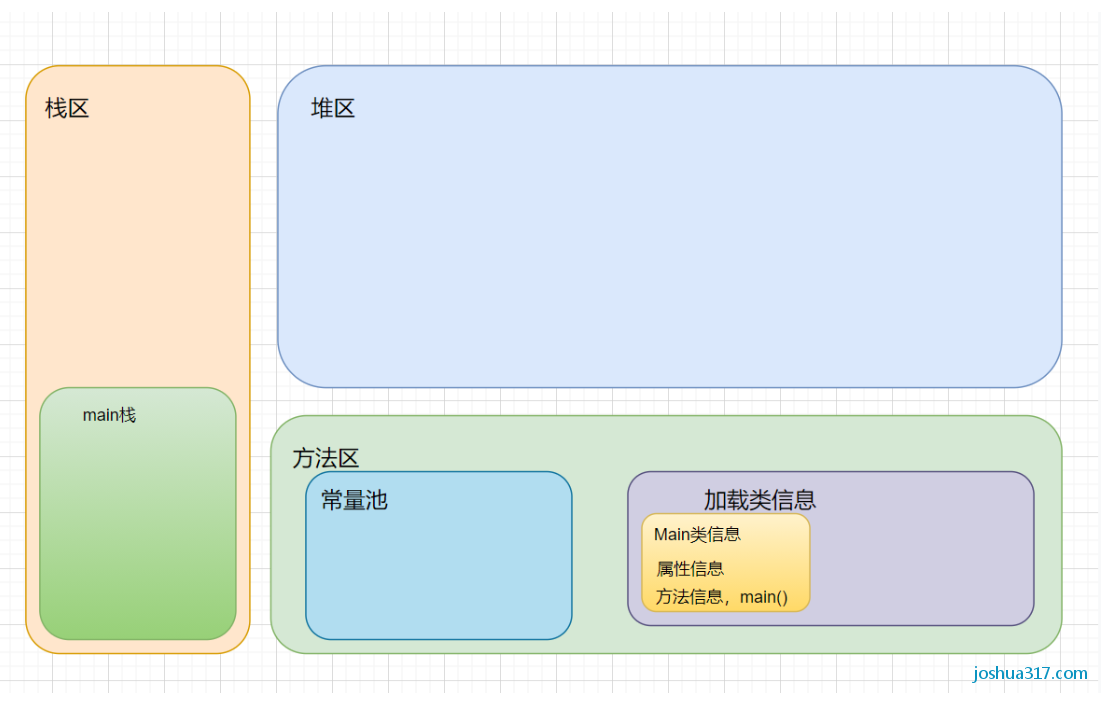 栈区
堆区
main栈
方法区
常量池
加载类信息
Main类信息
属性信息
方法信息，main()
joshua317.com